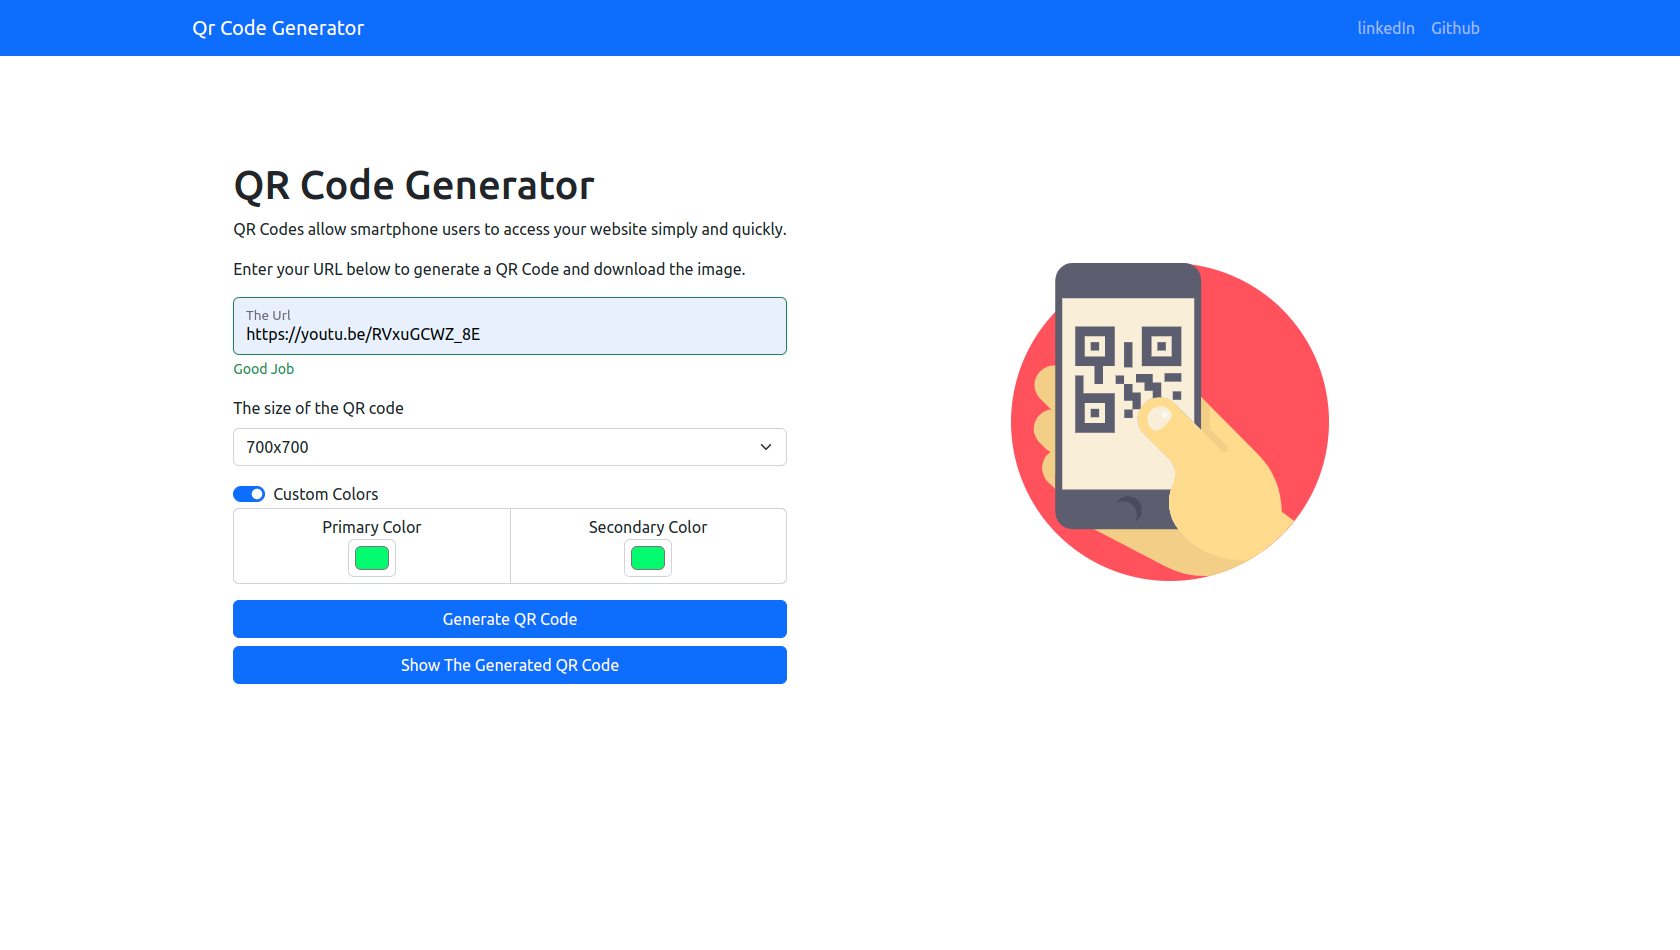 Qr Code Generator
linkedIn Github
QR Code Generator
QR Codes allow smartphone users to access your website simply and quickly.
Enter your URL below to generate a QR Code and download the image.
The Url
https://youtu.be/RVxuGCWZ_8E
Good Job
The size of the QR code
700x700
Custom Colors
Primary Color
Secondary Color
Generate QR Code
Show The Generated QR Code